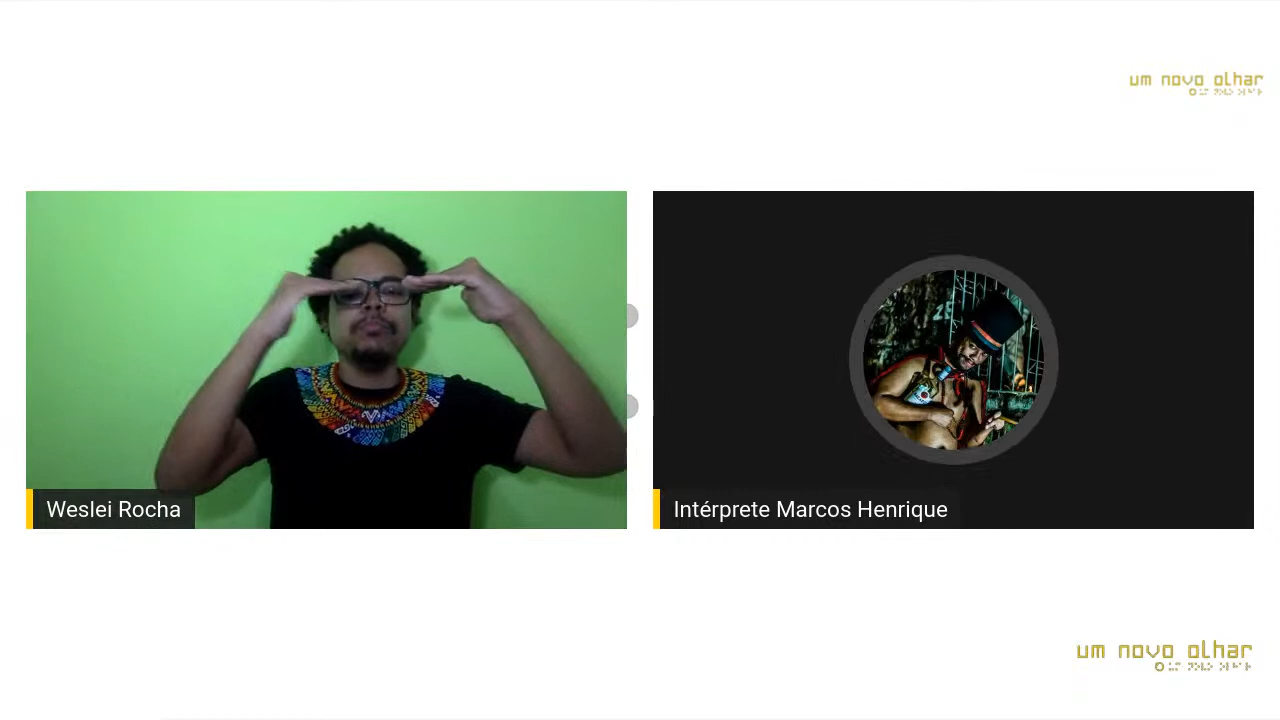 um novo olhar
Weslei Rocha
Intérprete Marcos Henrique
um novo olhar